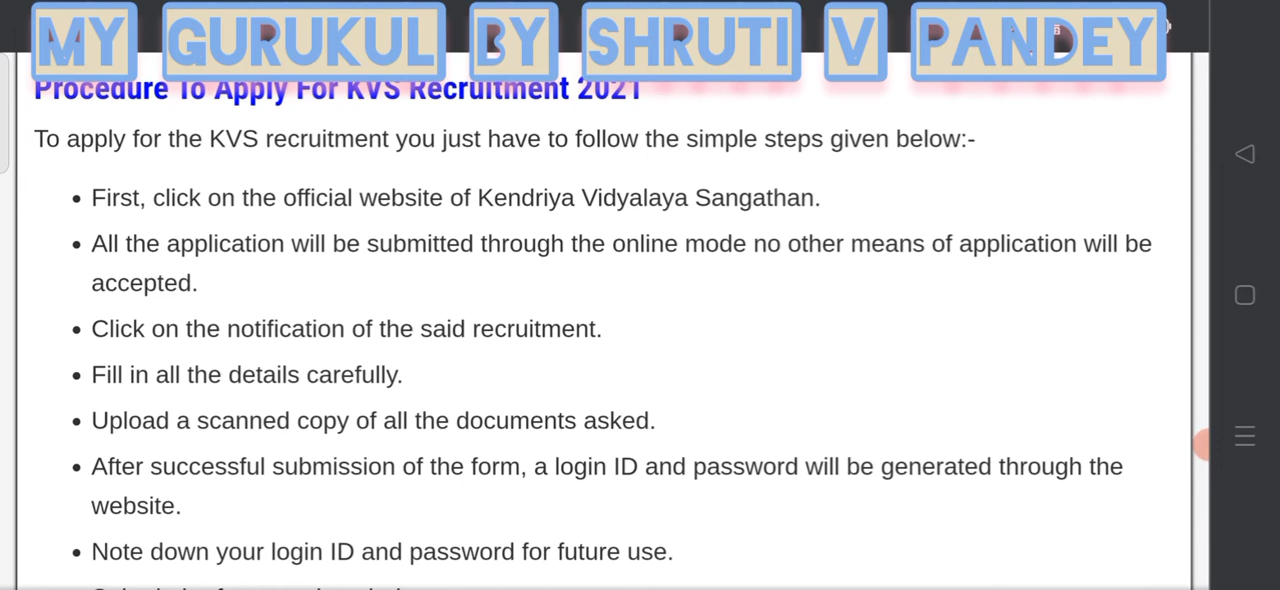 MY GURUKUL BY SHRUTI V PANDEY
Procedure To Apply For KVS Recruitment 2021
To apply for the KVS recruitment you just have to follow the simple steps given below:-
• First, click on the official website of Kendriya Vidyalaya Sangathan.
• All the application will be submitted through the online mode no other means of application will be
accepted.
• Click on the notification of the said recruitment.
• Fill in all the details carefully.
• Upload a scanned copy of all the documents asked.
• After successful submission of the form, a login ID and password will be generated through the
website.
• Note down your login ID and password for future use.